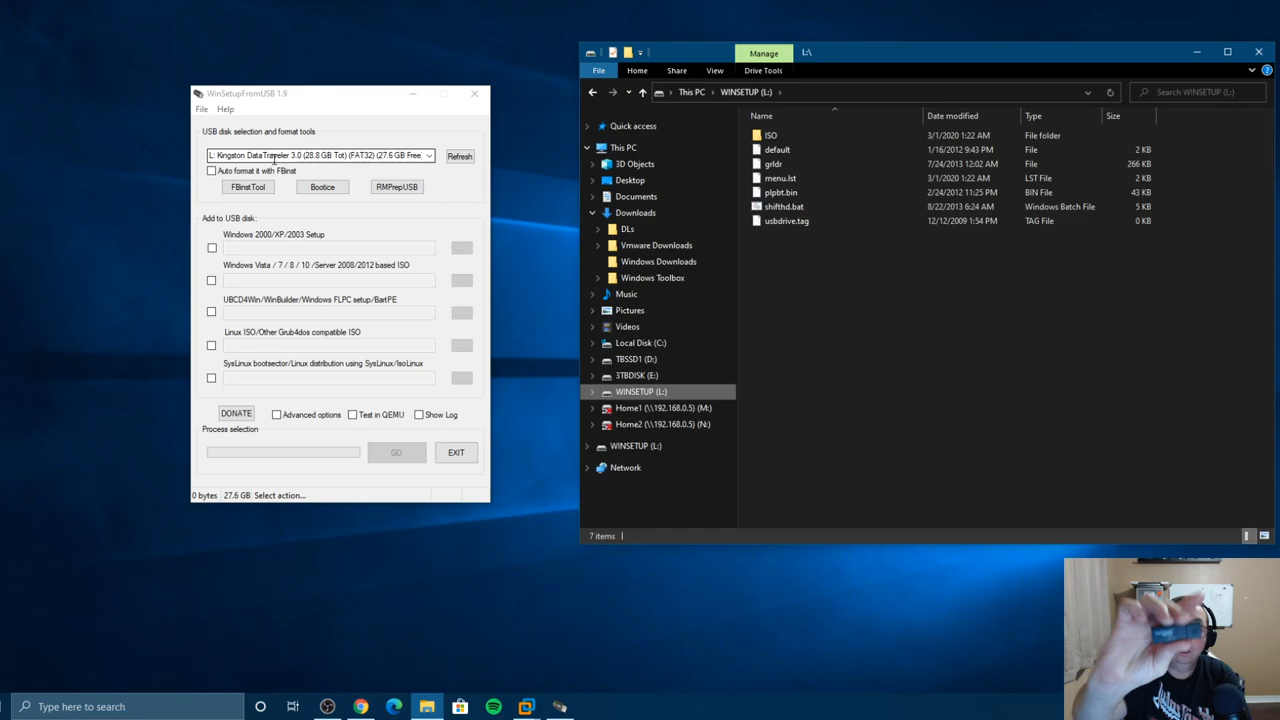 WinSetupFromUSB 1.9
File Help
USB disk selection and format tools
L: Kingston DataTraveler 3.0 (28.8 GB Tot) (FAT32) (27.6 GB Free,
Refresh
Auto format it with FBinst
FBinstTool Bootice RMPrepUSB
Add to USB disk:
Windows 2000/XP/2003 Setup
...
Windows Vista / 7 / 8 / 10 /Server 2008/2012 based ISO
...
UBCD4Win/WinBuilder/Windows FLPC setup/BartPE
...
Linux ISO/Other Grub4dos compatible ISO
...
SysLinux bootsector/Linux distribution using SysLinux/IsoLinux
...
DONATE Advanced options Test in QEMU Show Log
Process selection
GO EXIT
0 bytes 27.6 GB Select action...
Manage L:\
File Home Share View Drive Tools
This PC > WINSETUP (L:) >
Search WINSETUP (L:)
Quick access
This PC
3D Objects
Desktop
Documents
Downloads
DLs
Vmware Downloads
Windows Downloads
Windows Toolbox
Music
Pictures
Videos
Local Disk (C:)
TBSSD1 (D:)
3TBDISK (E:)
WINSETUP (L:)
Home1 (\\192.168.0.5) (M:)
Home2 (\\192.168.0.5) (N:)
WINSETUP (L:)
Network
Name Date modified Type Size
ISO 3/1/2020 1:22 AM File folder
default 1/16/2012 9:43 PM File 2 KB
grldr 7/24/2013 12:02 AM File 266 KB
menu.lst 3/1/2020 1:22 AM LST File 2 KB
plpbt.bin 2/24/2012 11:25 PM BIN File 43 KB
shifthd.bat 8/22/2013 6:24 AM Windows Batch File 5 KB
usbdrive.tag 12/12/2009 1:54 PM TAG File 0 KB
7 items
Type here to search